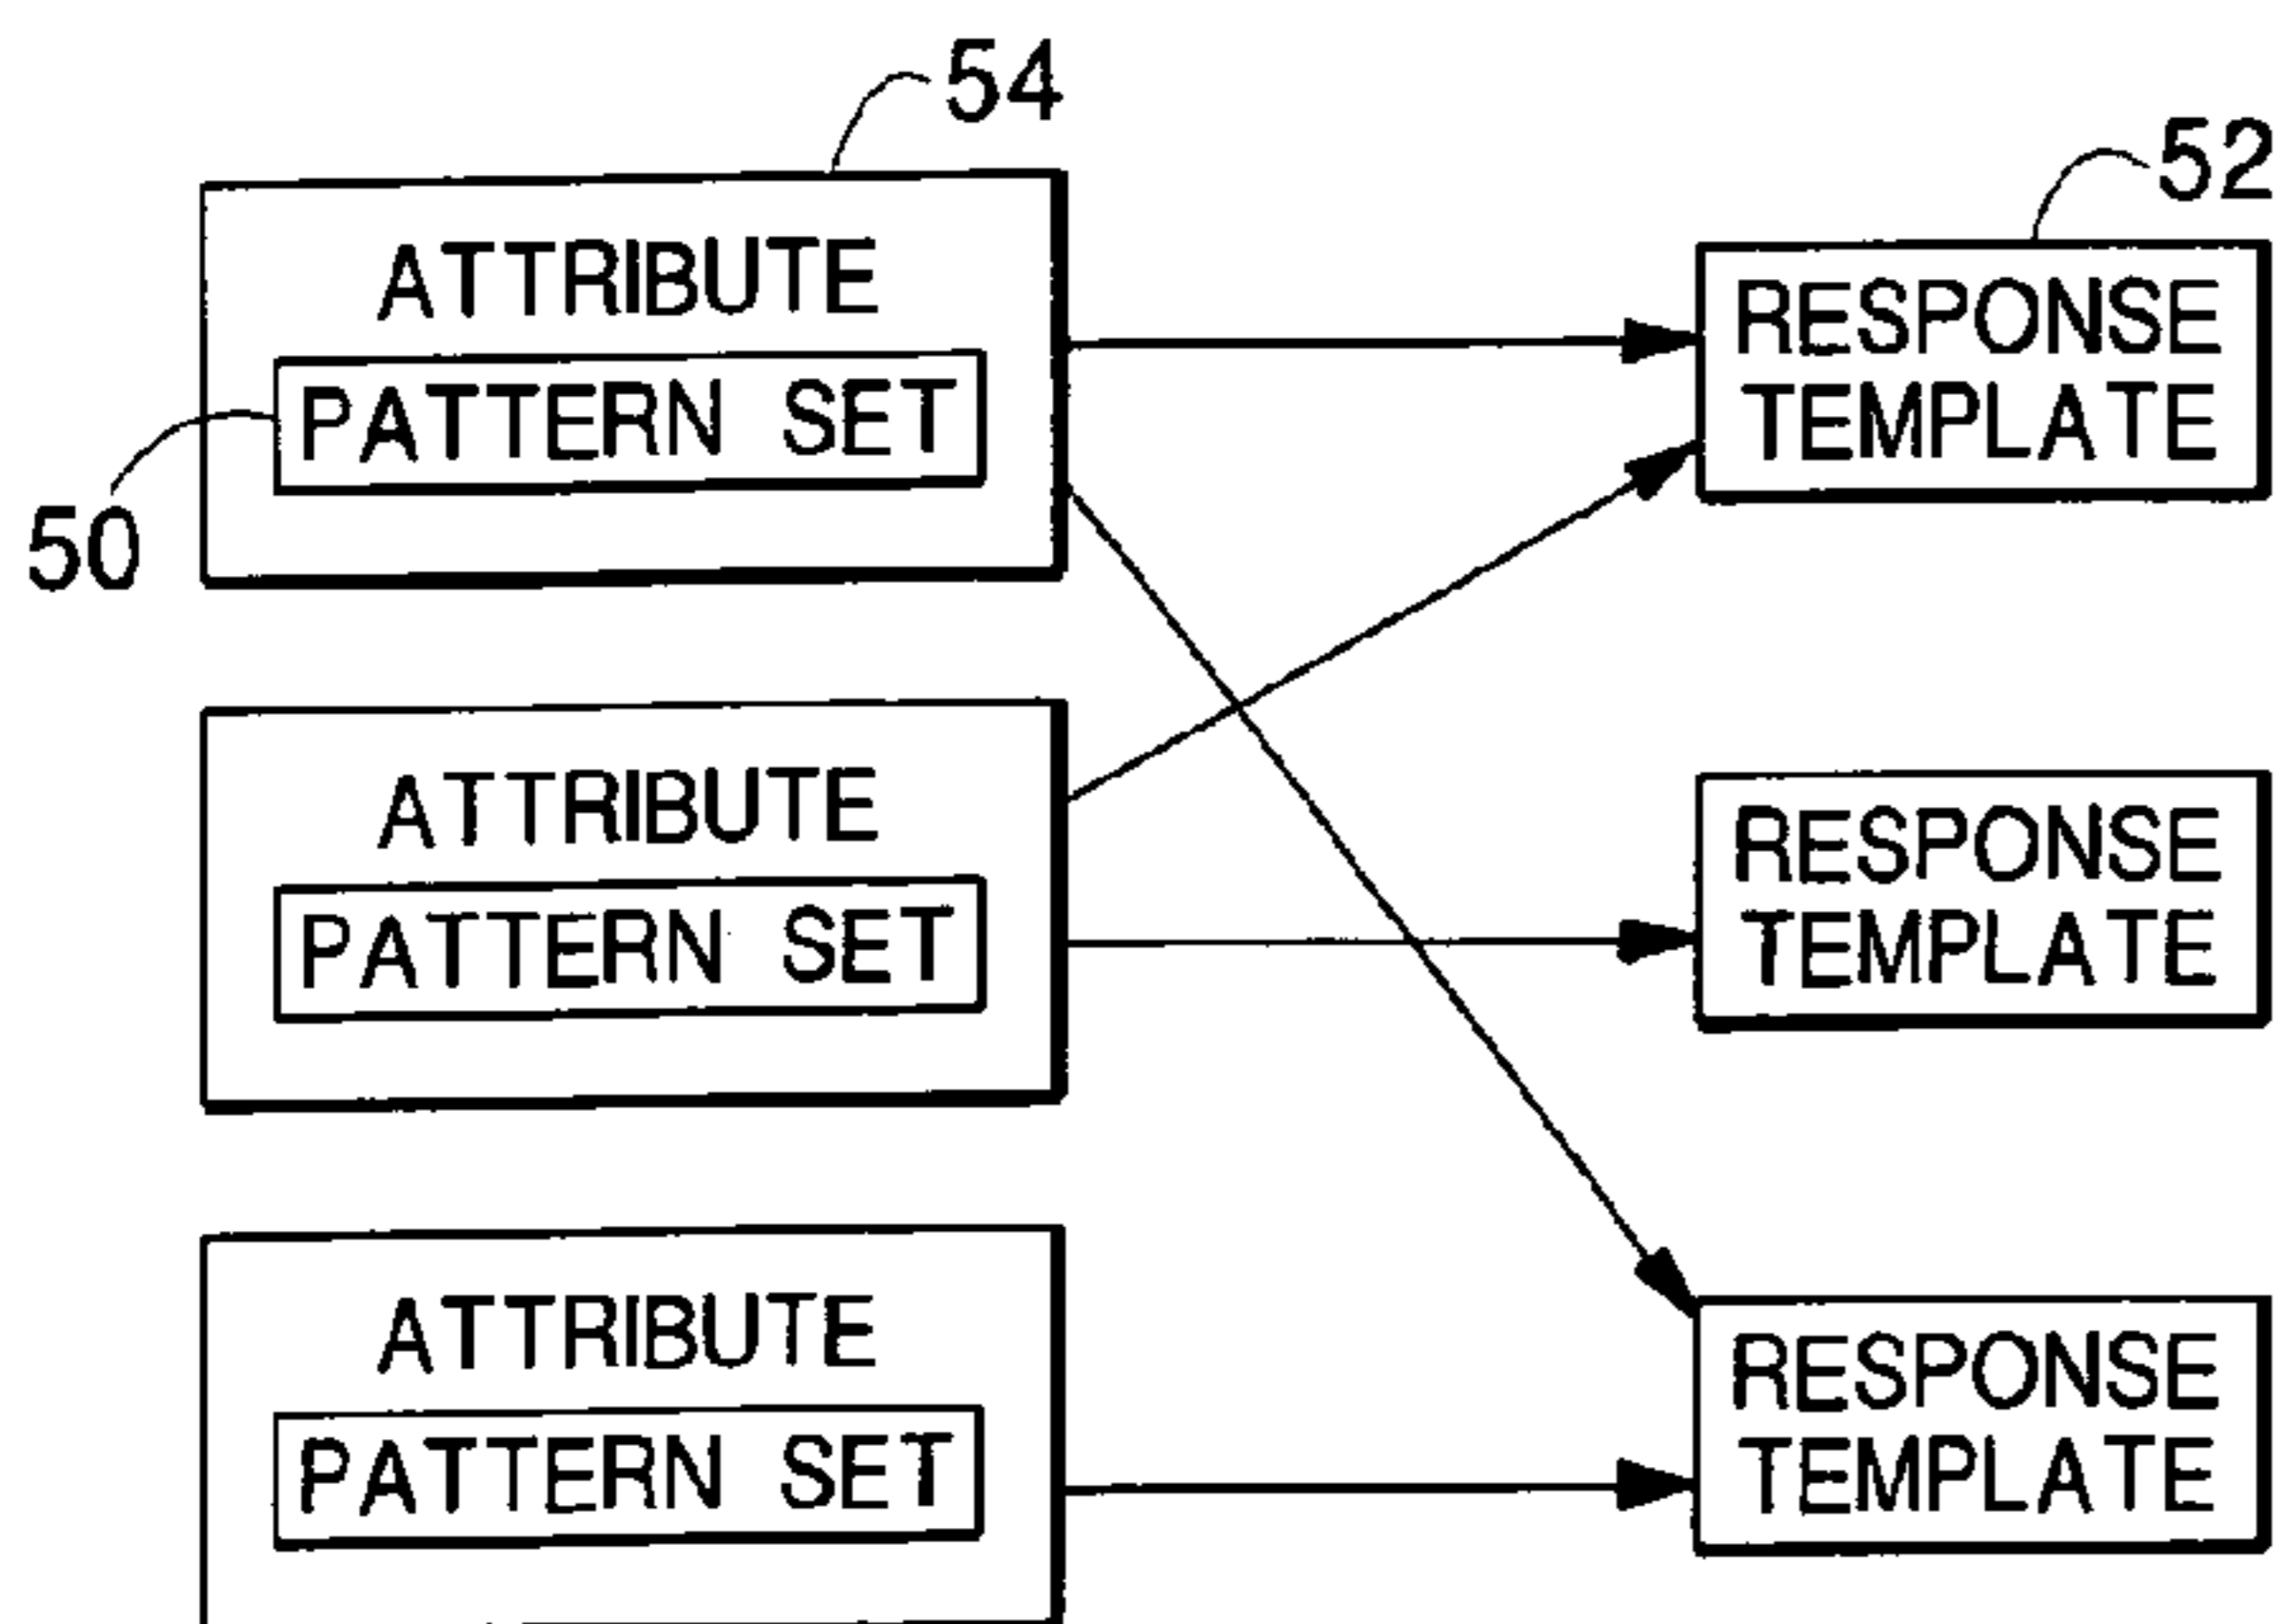 54
52
ATTRIBUTE
PATTERN SET
50
RESPONSE
TEMPLATE
ATTRIBUTE
PATTERN SET
RESPONSE
TEMPLATE
ATTRIBUTE
PATTERN SET
RESPONSE
TEMPLATE